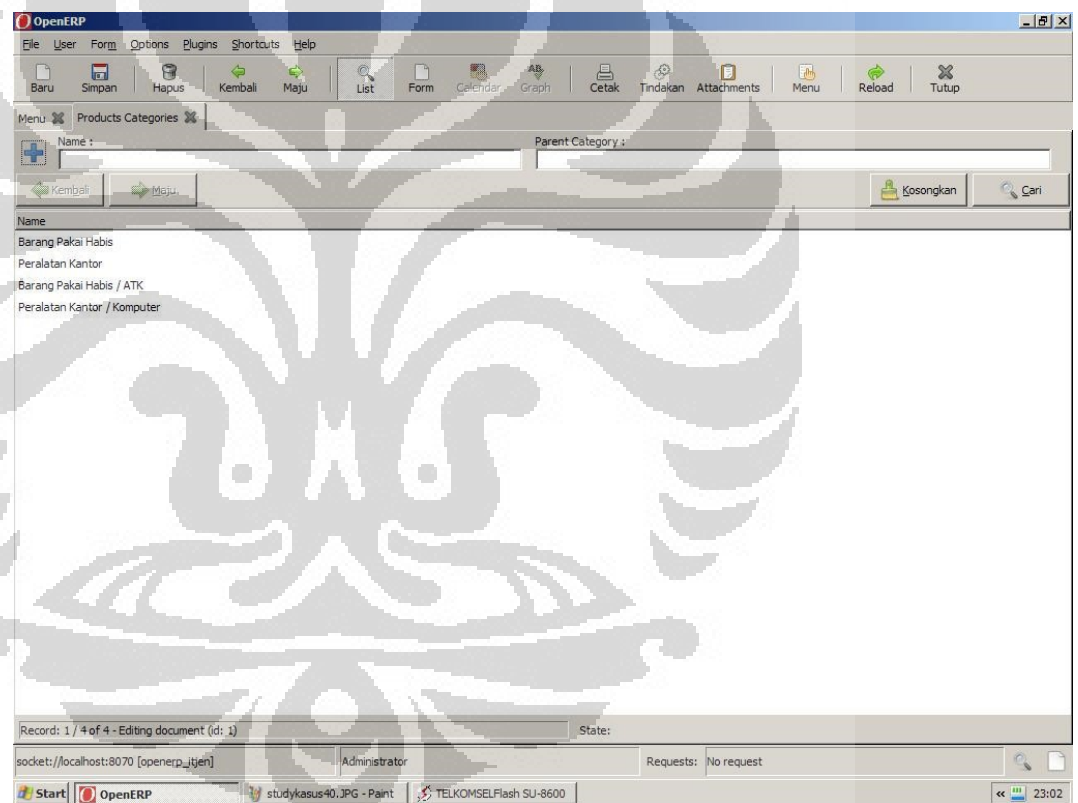 OpenERP
File User Form Options Plugins Shortcuts Help
Baru Simpan Hapus Kembali Maju List Form Calendar Graph Cetak Tindakan Attachments Menu Reload Tutup
Menu Products Categories
Name : Parent Category :
Kembali Maju Kosongkan Cari
Name
Barang Pakai Habis
Peralatan Kantor
Barang Pakai Habis / ATK
Peralatan Kantor / Komputer
Record: 1 / 4 of 4 - Editing document (id: 1) State:
socket://localhost:8070 [openerp_itjen] Administrator Requests: No request
Start OpenERP studykasus40.JPG - Paint TELKOMSELFlash SU-8600 « 23:02